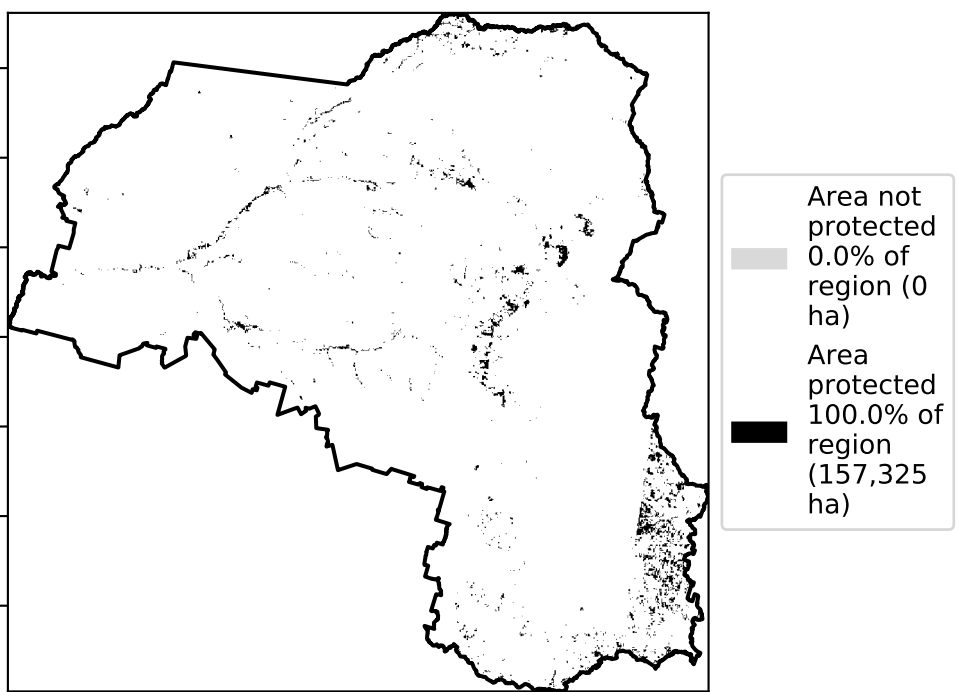 Area not
protected
0.0% of
region (0
ha)
Area
protected
100.0% of
region
(157,325
ha)